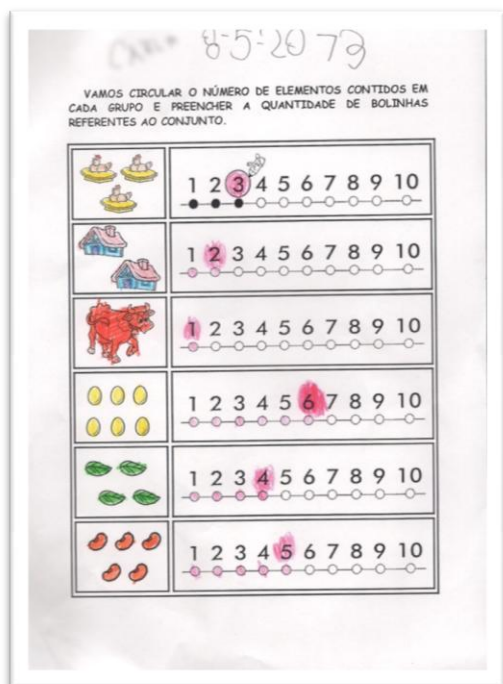 8-5-2013
VAMOS CIRCULAR O NÚMERO DE ELEMENTOS CONTIDOS EM
CADA GRUPO E PREENCHER A QUANTIDADE DE BOLINHAS
REFERENTES AO CONJUNTO.
1 2 3 4 5 6 7 8 9 10
1 2 3 4 5 6 7 8 9 10
1 2 3 4 5 6 7 8 9 10
1 2 3 4 5 6 7 8 9 10
1 2 3 4 5 6 7 8 9 10
1 2 3 4 5 6 7 8 9 10